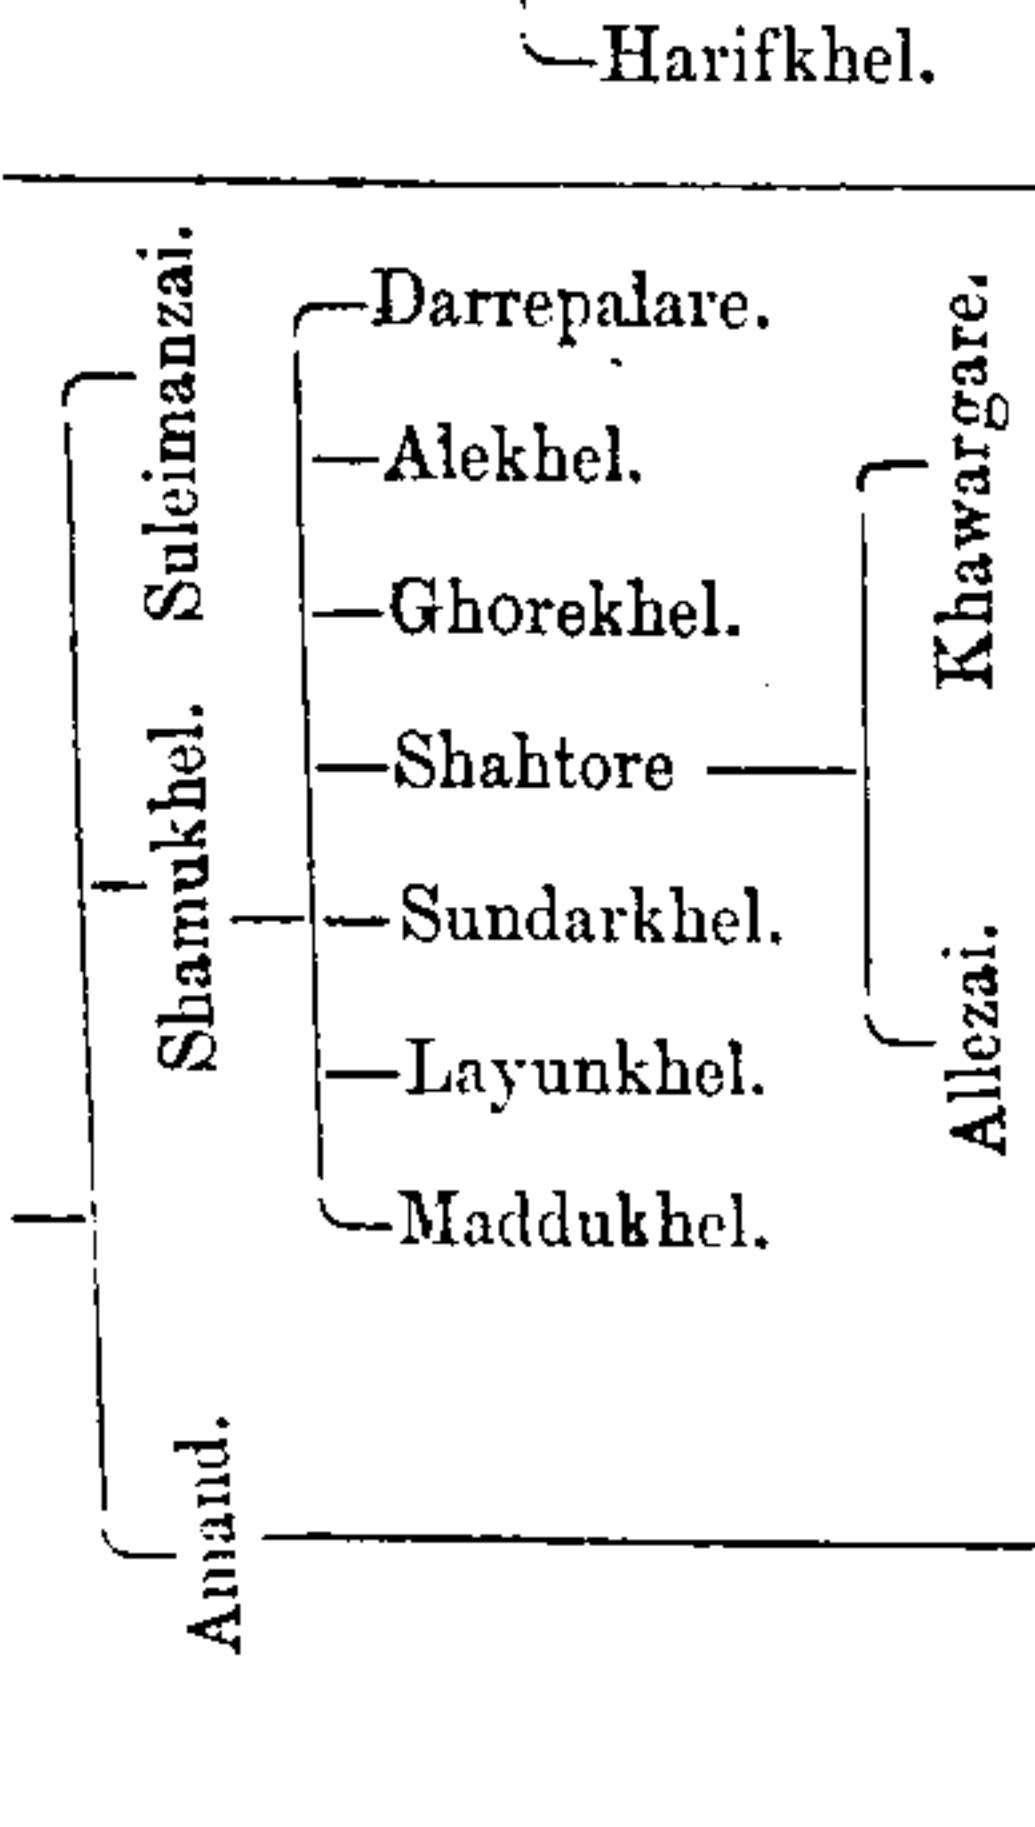 Harifkhel.
Suleimanzai.
Shamukhel.
Amand.
Darrepalare.
Alekhel.
Ghorekhel.
Shahtore
Sundarkhel.
Layunkhel.
Maddukhel.
Khawargare.
Allezai.